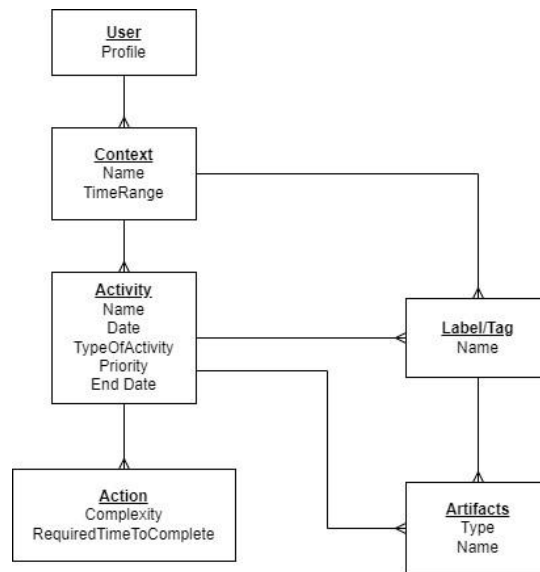 User
Profile
Context
Name
TimeRange
Activity
Name
Date
TypeOfActivity
Priority
End Date
Label/Tag
Name
Action
Complexity
RequiredTimeToComplete
Artifacts
Type
Name